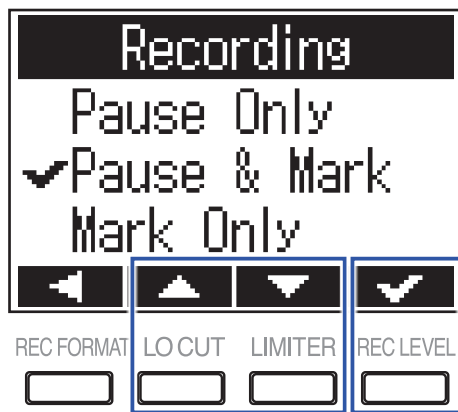 Recording
Pause Only
Pause & Mark
Mark Only
REC FORMAT LO CUT LIMITER REC LEVEL